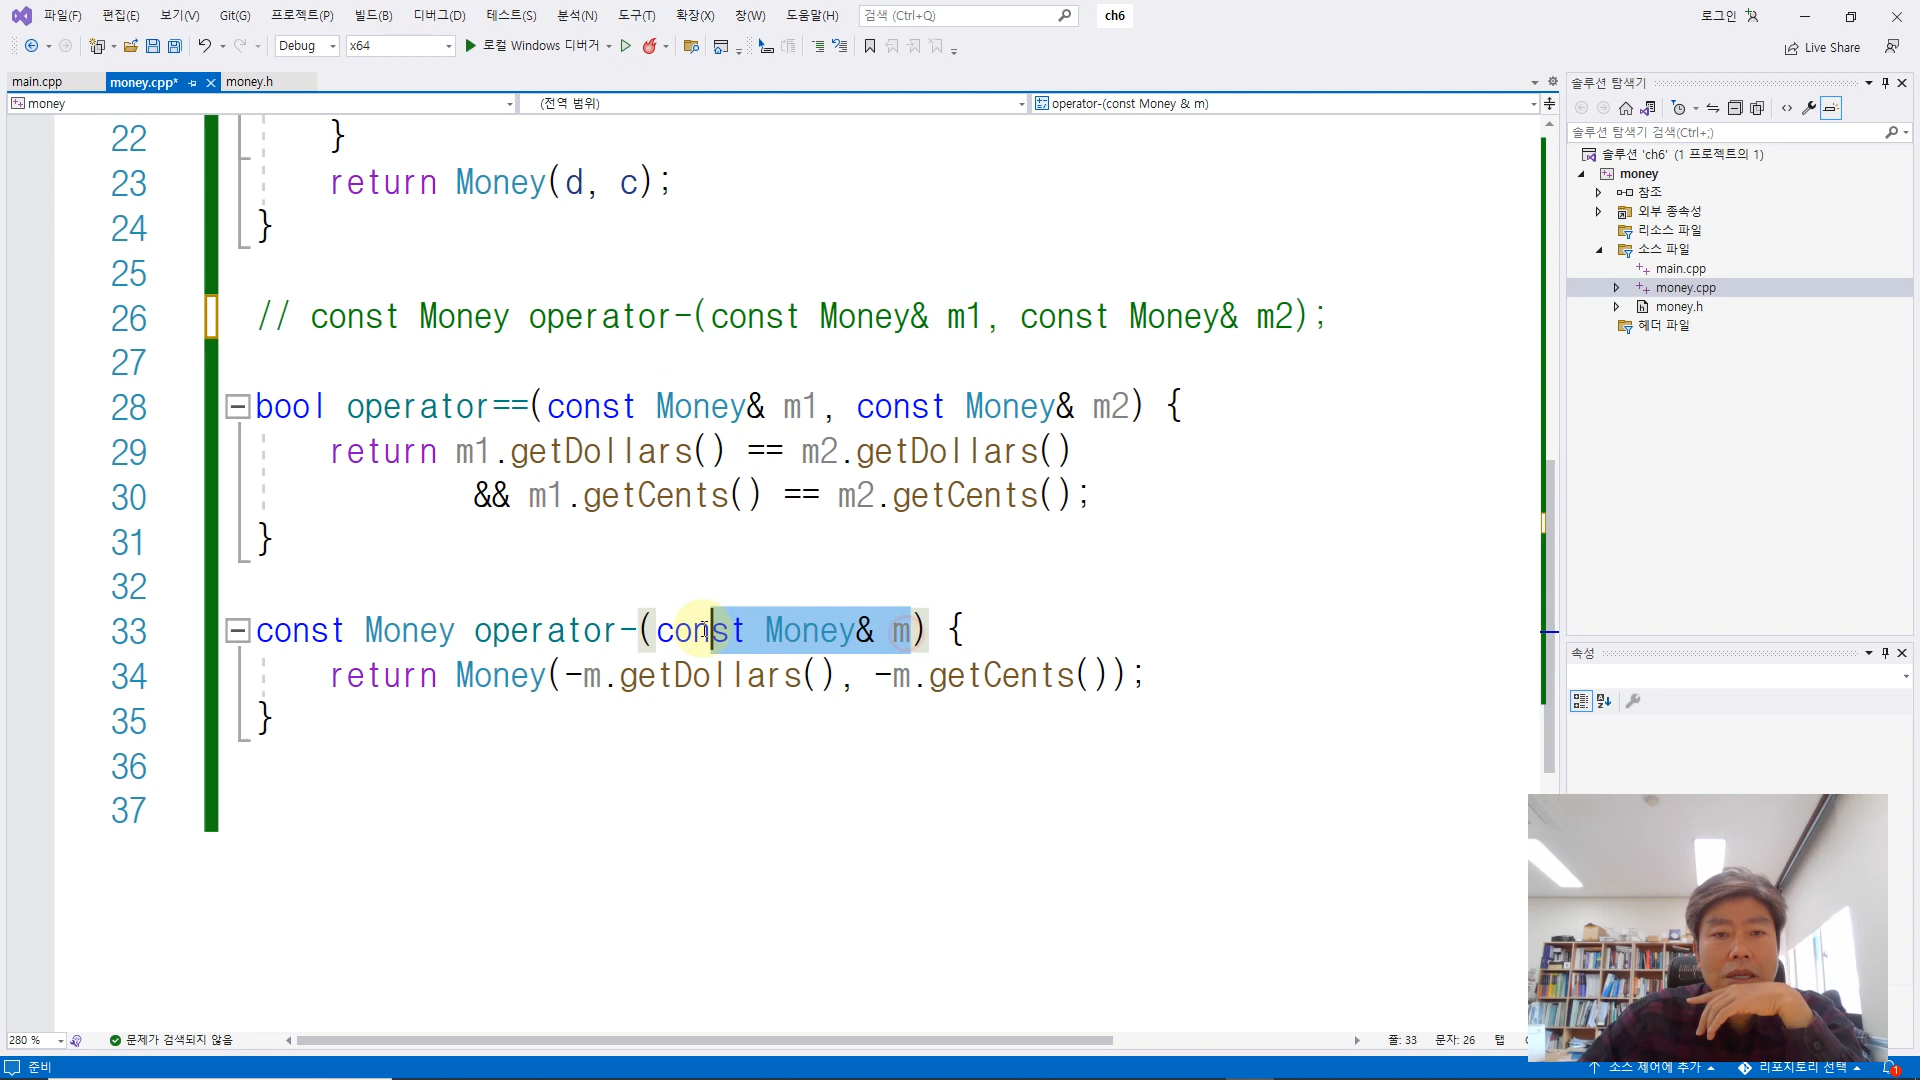 파일(F) 편집(E) 보기(V) Git(G) 프로젝트(P) 빌드(B) 디버그(D) 테스트(S) 분석(N) 도구(T) 확장(X) 창(W) 도움말(H) 검색 (Ctrl+Q) ch6 로그인
Debug x64 로컬 Windows 디버거 Live Share
main.cpp money.cpp* money.h
money (전역 범위) operator-(const Money & m)
22 }
23 return Money(d, c);
24 }
25
26 // const Money operator-(const Money& m1, const Money& m2);
27
28 bool operator==(const Money& m1, const Money& m2) {
29 return m1.getDollars() == m2.getDollars()
30 && m1.getCents() == m2.getCents();
31 }
32
33 const Money operator-(const Money& m) {
34 return Money(-m.getDollars(), -m.getCents());
35 }
36
37
280 % 문제가 검색되지 않음 줄: 33 문자: 26 탭
준비 소스 제어에 추가 리포지토리 선택 1
솔루션 탐색기
솔루션 탐색기 검색(Ctrl+;)
솔루션 'ch6' (1 프로젝트의 1)
money
참조
외부 종속성
리소스 파일
소스 파일
main.cpp
money.cpp
money.h
헤더 파일
속성